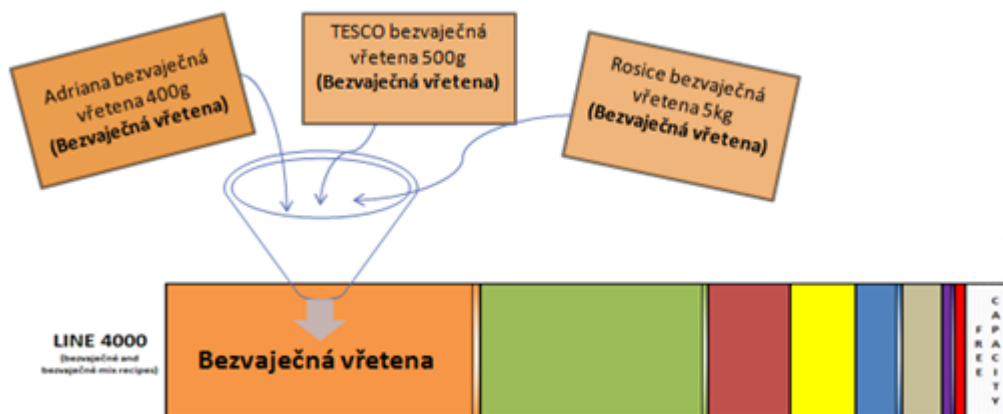 Adriana bezvaječná
vřetena 400g
(Bezvaječná vřetena)
TESCO bezvaječná
vřetena 500g
(Bezvaječná vřetena)
Rosice bezvaječná
vřetena 5kg
(Bezvaječná vřetena)
LINE 4000
(bezvaječné and
bezvaječné mix recipes)
Bezvaječná vřetena
FREE
CAPACITY